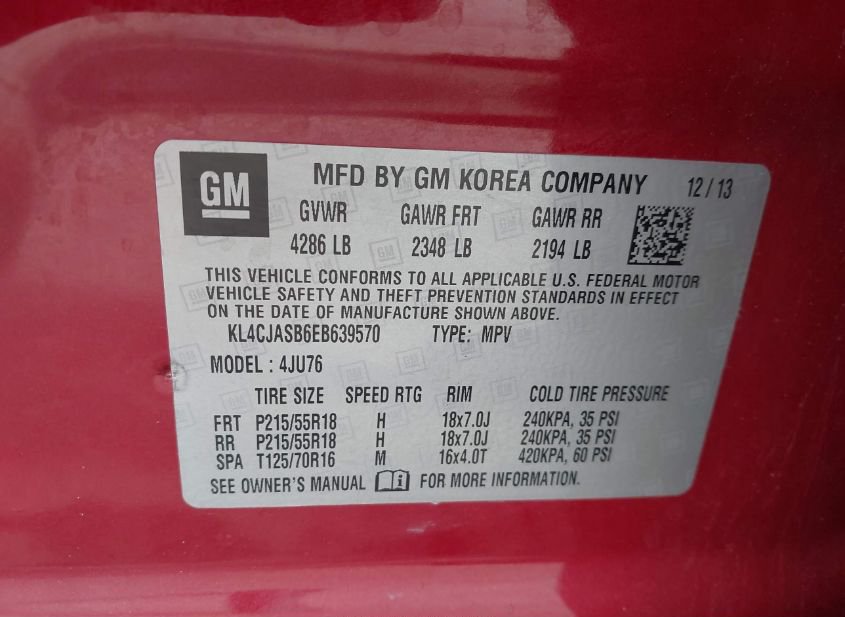 GM
MFD BY GM KOREA COMPANY 12/13
GVWR GAWR FRT GAWR RR
4286 LB 2348 LB 2194 LB
THIS VEHICLE CONFORMS TO ALL APPLICABLE U.S. FEDERAL MOTOR
VEHICLE SAFETY AND THEFT PREVENTION STANDARDS IN EFFECT
ON THE DATE OF MANUFACTURE SHOWN ABOVE.
KL4CJASB6EB639570 TYPE: MPV
MODEL : 4JU76
TIRE SIZE SPEED RTG RIM COLD TIRE PRESSURE
FRT P215/55R18 H 18x7.0J 240KPA, 35 PSI
RR P215/55R18 H 18x7.0J 240KPA, 35 PSI
SPA T125/70R16 M 16x4.0T 420KPA, 60 PSI
SEE OWNER'S MANUAL i FOR MORE INFORMATION.